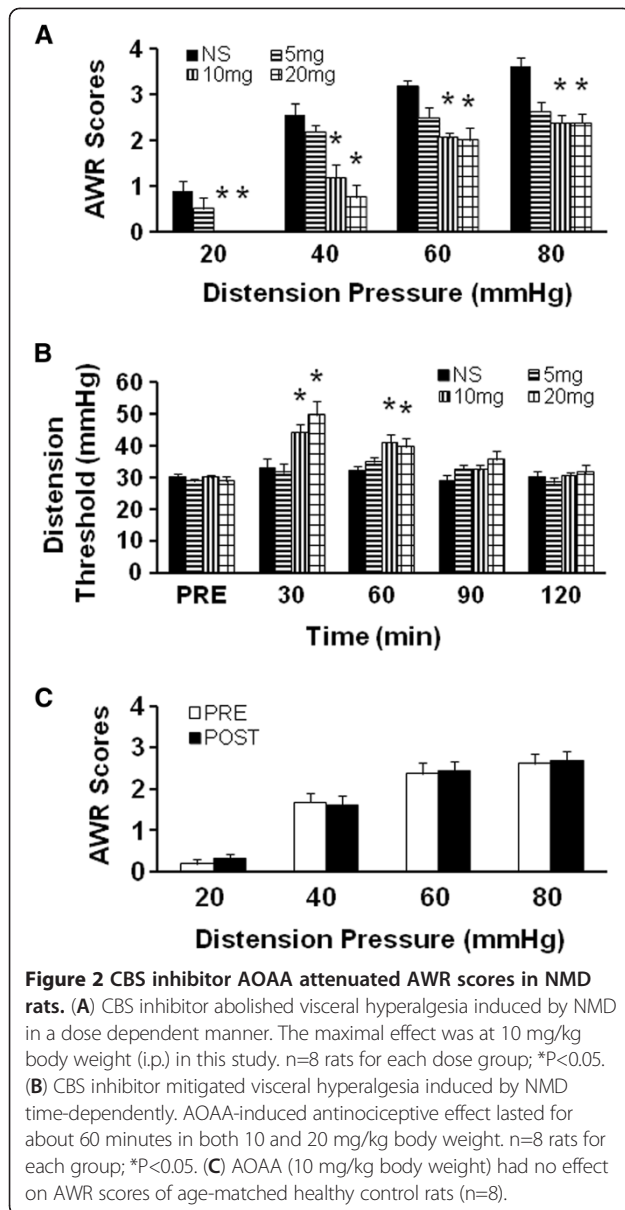 A
NS 5mg
10mg 20mg
AWR Scores
4
3
2
1
0
* *
*
*
* *
* *
20 40 60 80
Distension Pressure (mmHg)
B
NS 5mg
10mg 20mg
Distension
Threshold (mmHg)
60
50
40
30
20
10
0
*
*
* *
PRE 30 60 90 120
Time (min)
C
PRE
POST
AWR Scores
4
3
2
1
0
20 40 60 80
Distension Pressure (mmHg)
Figure 2 CBS inhibitor AOAA attenuated AWR scores in NMD
rats. (A) CBS inhibitor abolished visceral hyperalgesia induced by NMD
in a dose dependent manner. The maximal effect was at 10 mg/kg
body weight (i.p.) in this study. n=8 rats for each dose group; *P<0.05.
(B) CBS inhibitor mitigated visceral hyperalgesia induced by NMD
time-dependently. AOAA-induced antinociceptive effect lasted for
about 60 minutes in both 10 and 20 mg/kg body weight. n=8 rats for
each group; *P<0.05. (C) AOAA (10 mg/kg body weight) had no effect
on AWR scores of age-matched healthy control rats (n=8).